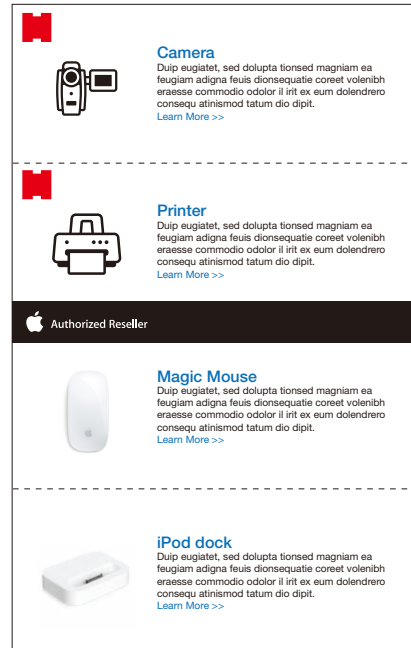 Camera
Duip eugiatet, sed dolupta tionsed magniam ea
feugiam adigna feuis dionsequatie coreet volenibh
eraesse commodio odolor il irit ex eum dolendrero
consequ atinismod tatum dio dipit.
Learn More >>
Printer
Duip eugiatet, sed dolupta tionsed magniam ea
feugiam adigna feuis dionsequatie coreet volenibh
eraesse commodio odolor il irit ex eum dolendrero
consequ atinismod tatum dio dipit.
Learn More >>
Authorized Reseller
Magic Mouse
Duip eugiatet, sed dolupta tionsed magniam ea
feugiam adigna feuis dionsequatie coreet volenibh
eraesse commodio odolor il irit ex eum dolendrero
consequ atinismod tatum dio dipit.
Learn More >>
iPod dock
Duip eugiatet, sed dolupta tionsed magniam ea
feugiam adigna feuis dionsequatie coreet volenibh
eraesse commodio odolor il irit ex eum dolendrero
consequ atinismod tatum dio dipit.
Learn More >>